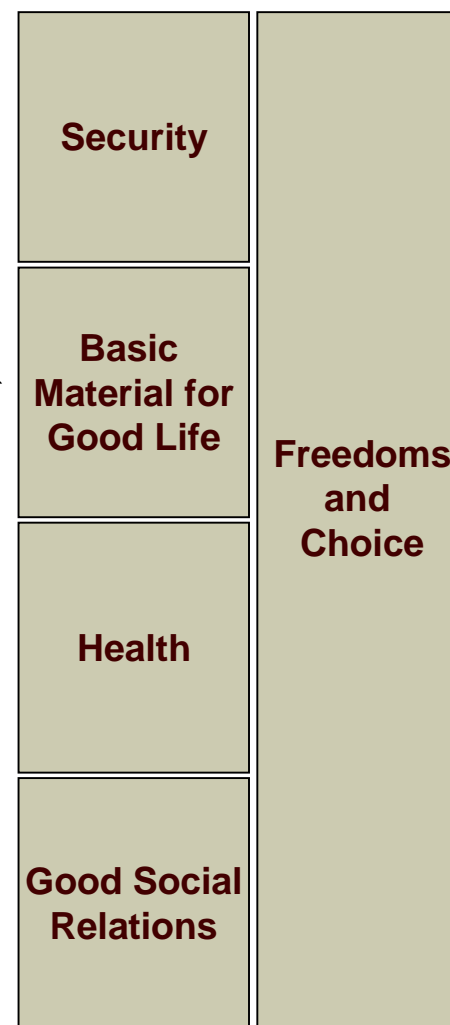 Security
Basic
Material for
Good Life
Health
Good Social
Relations
Freedoms
and
Choice